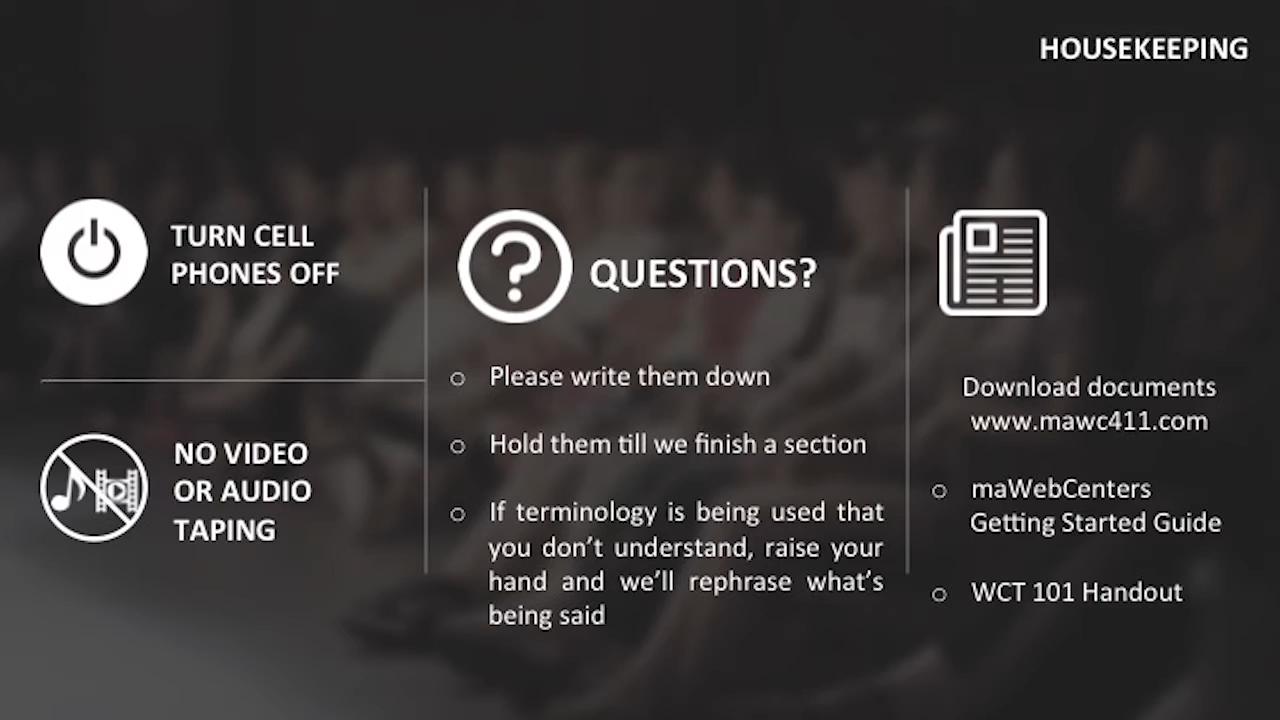 HOUSEKEEPING
TURN CELL
PHONES OFF
NO VIDEO
OR AUDIO
TAPING
QUESTIONS?
○ Please write them down
○ Hold them till we finish a section
○ If terminology is being used that
you don’t understand, raise your
hand and we’ll rephrase what’s
being said
Download documents
www.mawc411.com
○ maWebCenters
Getting Started Guide
○ WCT 101 Handout